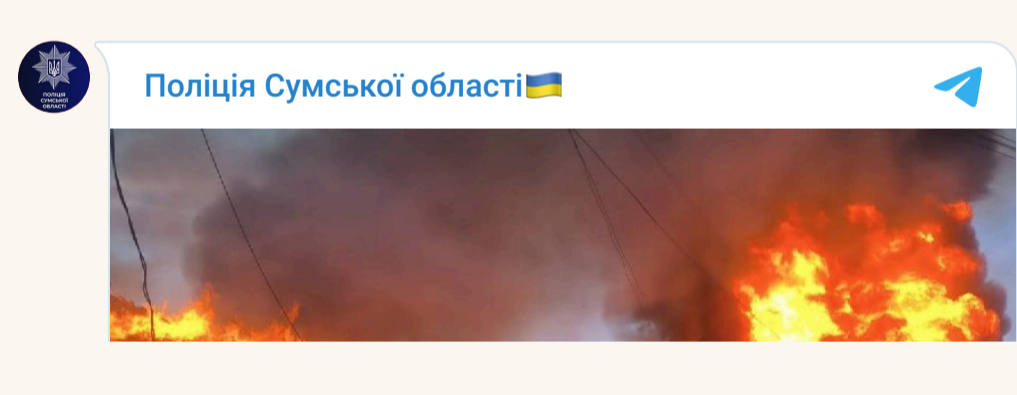 Поліція Сумської області🇺🇦
ПОЛІЦІЯ
СУМСЬКОЇ
ОБЛАСТІ